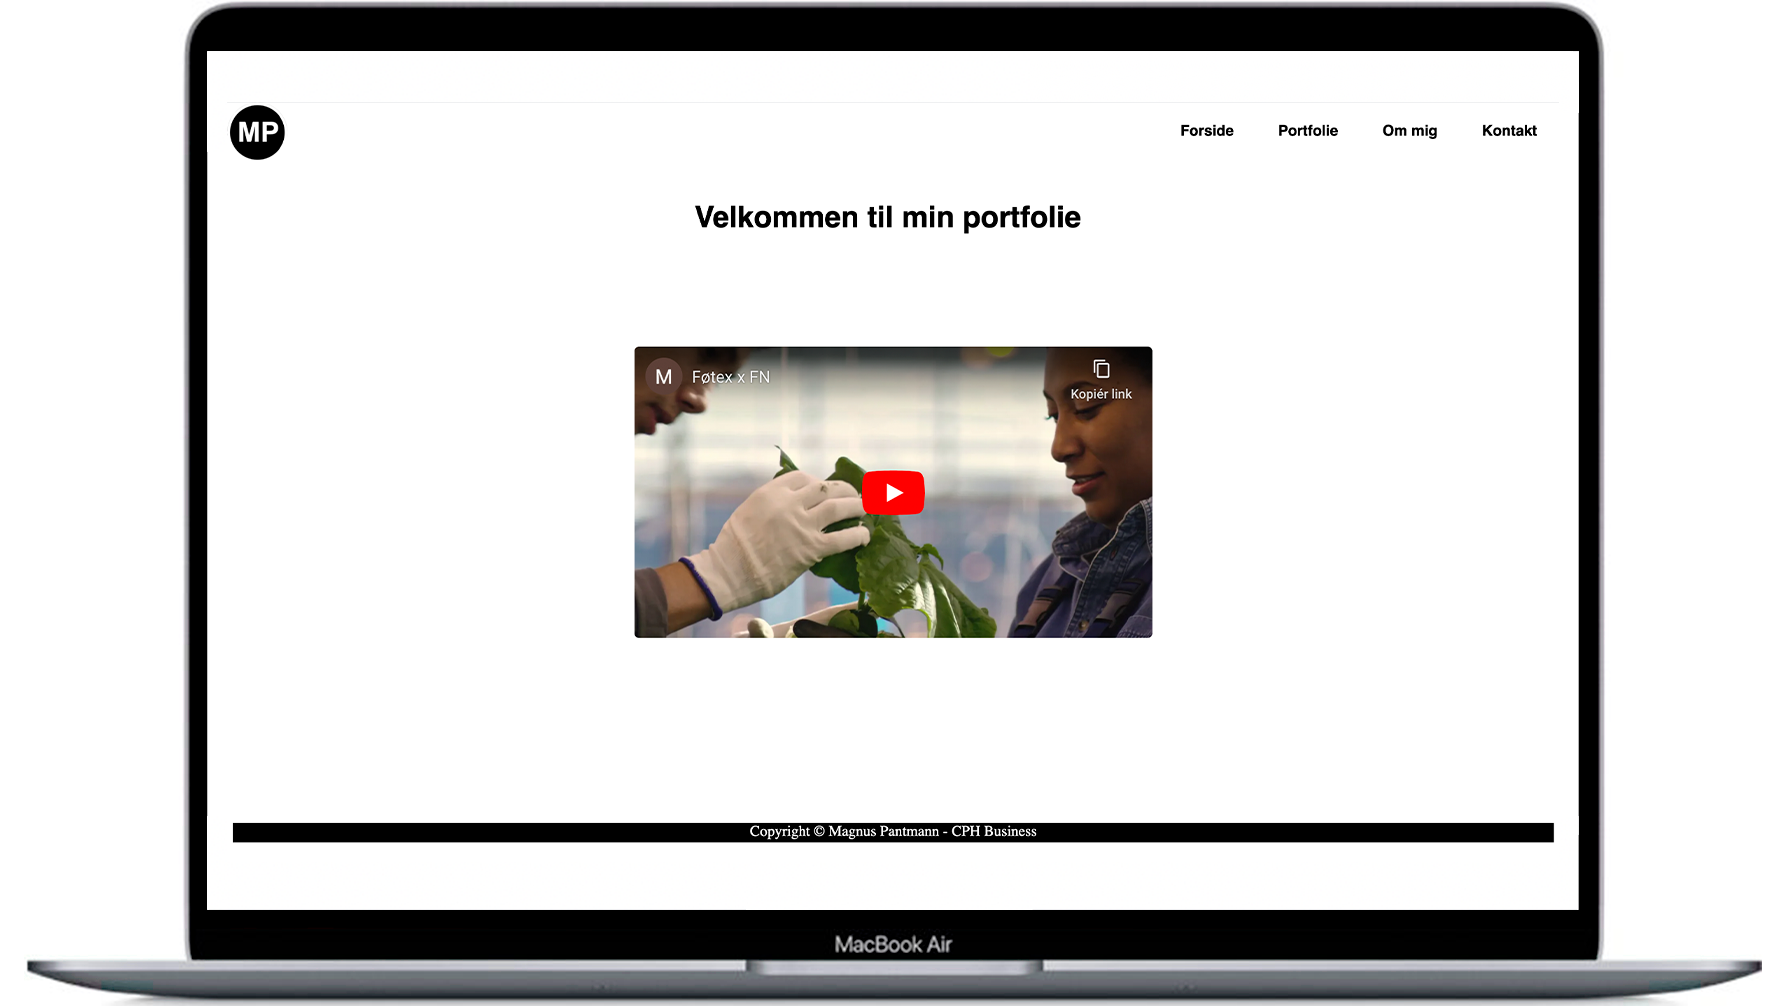 MP
Forside Portfolie Om mig Kontakt
Velkommen til min portfolie
M Føtex x FN
Kopiér link
Copyright © Magnus Pantmann - CPH Business
MacBook Air